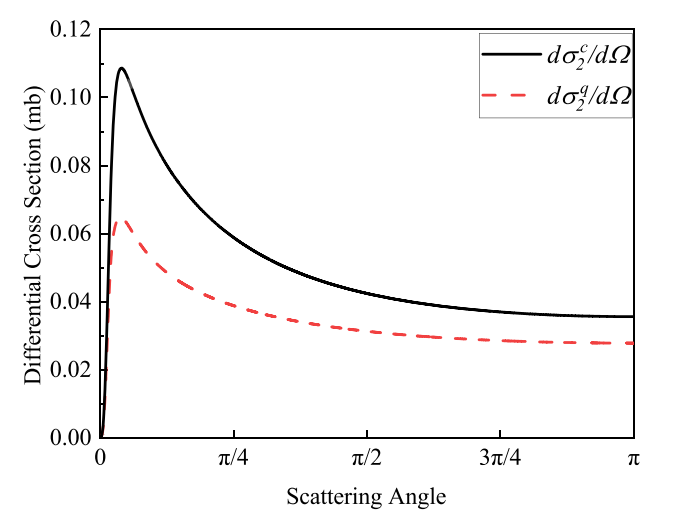 0.12
0.10
0.08
0.06
0.04
0.02
0.00
Differential Cross Section (mb)
dσ₂ᶜ/dΩ
dσ₂^q/dΩ
0 π/4 π/2 3π/4 π
Scattering Angle